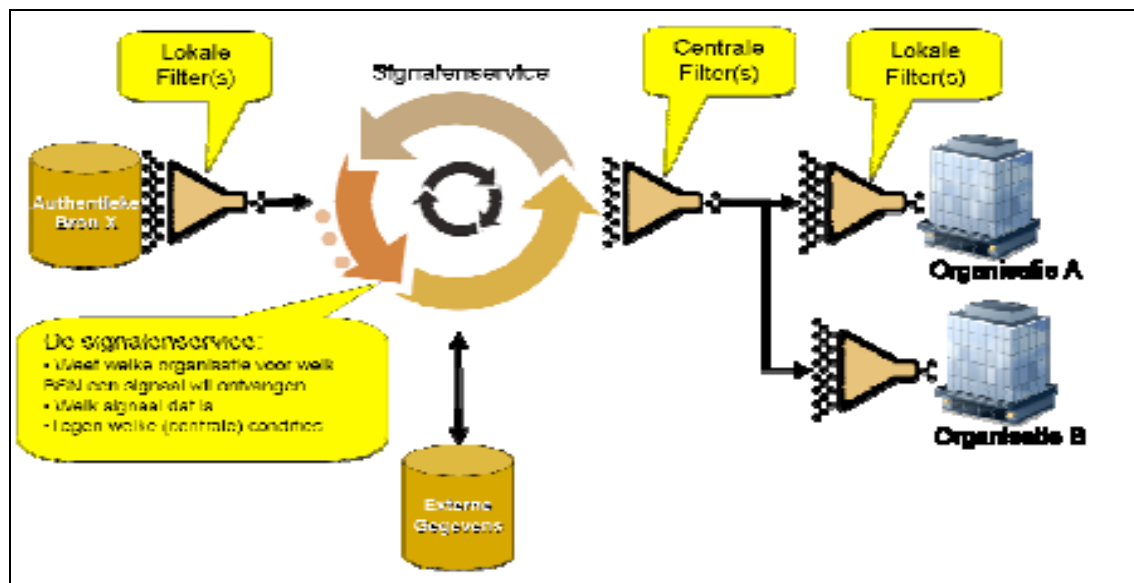 Lokale
Filter(s)
Signalenservice
Centrale
Filter(s)
Lokale
Filter(s)
Authentieke
Bron X
Organisatie A
De signalenservice:
• Weet welke organisatie voor welk
BSN een signaal wil ontvangen
• Welk signaal dat is
• Tegen welke (centrale) condities
Organisatie B
Externe
Gegevens